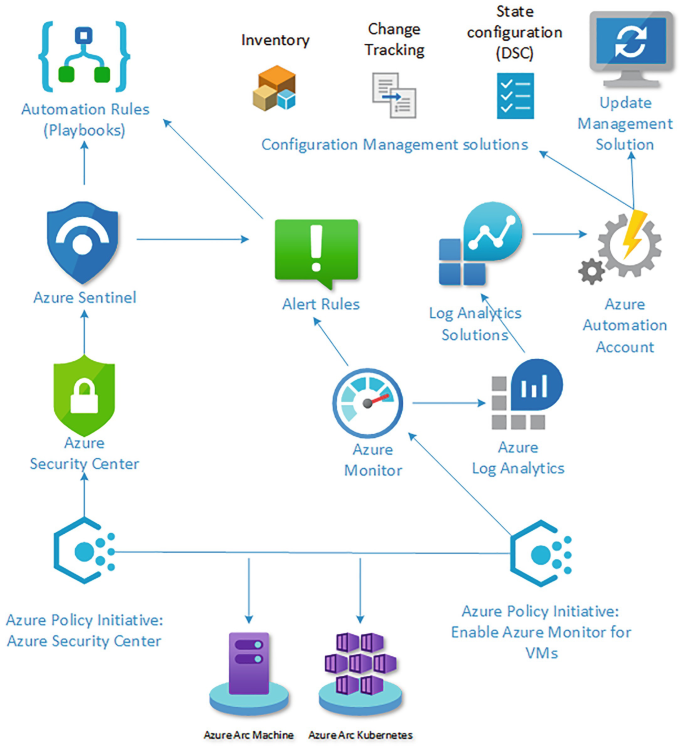 Inventory
Change
Tracking
State
configuration
(DSC)
Automation Rules
(Playbooks)
Update
Management
Solution
Configuration Management solutions
Azure Sentinel
Alert Rules
Log Analytics
Solutions
Azure
Automation
Account
Azure
Security Center
Azure
Monitor
Azure
Log Analytics
Azure Policy Initiative:
Azure Security Center
Azure Policy Initiative:
Enable Azure Monitor for
VMs
Azure Arc Machine
Azure Arc Kubernetes